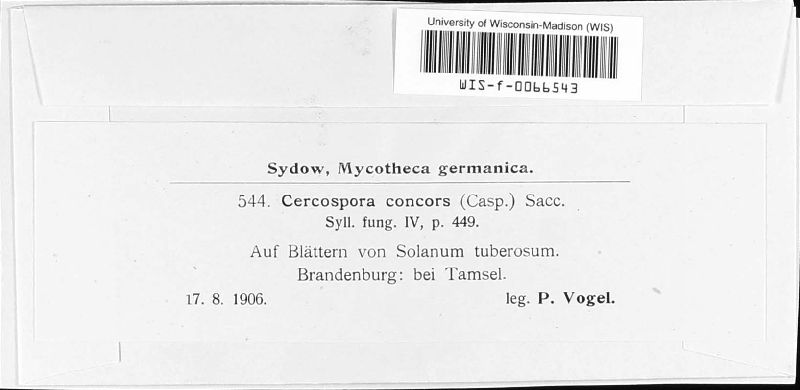 University of Wisconsin-Madison (WIS)
WIS-f-0066543
Sydow, Mycotheca germanica.
544. Cercospora concors (Casp.) Sacc.
Syll. fung. IV, p. 449.
Auf Blättern von Solanum tuberosum.
Brandenburg: bei Tamsel.
17. 8. 1906. leg. P. Vogel.